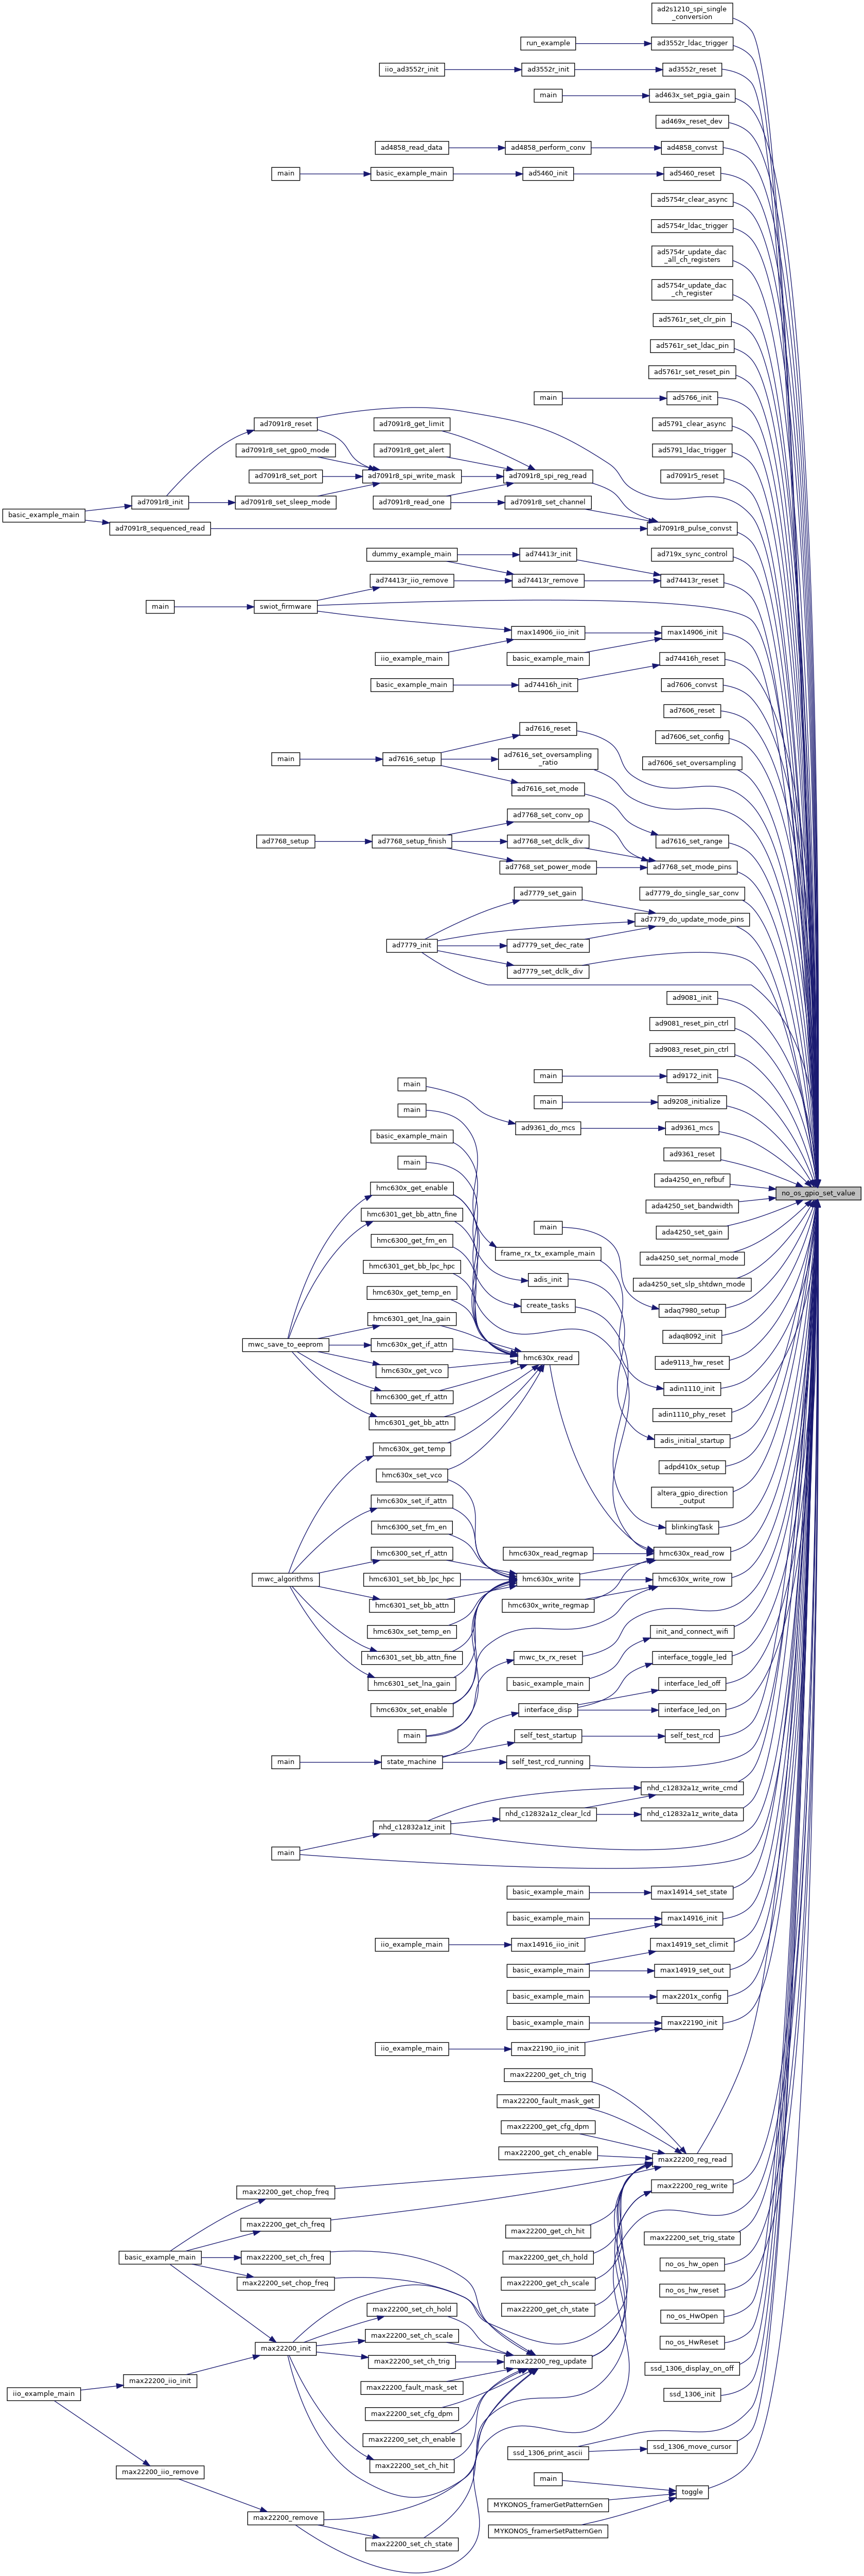 ad2s1210_spi_single
_conversion
run_example
ad3552r_ldac_trigger
iio_ad3552r_init
ad3552r_init
ad3552r_reset
main
ad463x_set_pgia_gain
ad469x_reset_dev
ad4858_read_data
ad4858_perform_conv
ad4858_convst
main
basic_example_main
ad5460_init
ad5460_reset
ad5754r_clear_async
ad5754r_ldac_trigger
ad5754r_update_dac
_all_ch_registers
ad5754r_update_dac
_ch_register
ad5761r_set_clr_pin
ad5761r_set_ldac_pin
ad5761r_set_reset_pin
main
ad5766_init
ad7091r8_reset
ad7091r8_get_limit
ad5791_clear_async
ad7091r8_set_gpo0_mode
ad7091r8_get_alert
ad5791_ldac_trigger
ad7091r8_set_port
ad7091r8_spi_write_mask
ad7091r8_spi_reg_read
ad7091r5_reset
ad7091r8_init
ad7091r8_set_sleep_mode
ad7091r8_read_one
ad7091r8_set_channel
basic_example_main
ad7091r8_sequenced_read
ad7091r8_pulse_convst
dummy_example_main
ad74413r_init
ad719x_sync_control
ad74413r_iio_remove
ad74413r_remove
ad74413r_reset
main
swiot_firmware
max14906_iio_init
max14906_init
iio_example_main
basic_example_main
ad74416h_reset
basic_example_main
ad74416h_init
ad7606_convst
ad7606_reset
ad7616_reset
ad7606_set_config
main
ad7616_setup
ad7616_set_oversampling
_ratio
ad7606_set_oversampling
ad7616_set_mode
ad7768_set_conv_op
ad7768_setup
ad7768_setup_finish
ad7768_set_dclk_div
ad7616_set_range
ad7768_set_power_mode
ad7768_set_mode_pins
ad7779_set_gain
ad7779_do_single_sar_conv
ad7779_do_update_mode_pins
ad7779_init
ad7779_set_dec_rate
ad7779_set_dclk_div
ad9081_init
ad9081_reset_pin_ctrl
ad9083_reset_pin_ctrl
main
ad9172_init
main
main
ad9208_initialize
main
ad9361_do_mcs
ad9361_mcs
basic_example_main
ad9361_reset
main
ada4250_en_refbuf
hmc630x_get_enable
no_os_gpio_set_value
ada4250_set_bandwidth
hmc6301_get_bb_attn_fine
main
ada4250_set_gain
hmc6300_get_fm_en
frame_rx_tx_example_main
ada4250_set_normal_mode
hmc6301_get_bb_lpc_hpc
adis_init
ada4250_set_slp_shtdwn_mode
hmc630x_get_temp_en
create_tasks
adaq7980_setup
hmc6301_get_lna_gain
adaq8092_init
mwc_save_to_eeprom
hmc630x_get_if_attn
hmc630x_read
ade9113_hw_reset
hmc630x_get_vco
adin1110_init
hmc6300_get_rf_attn
adin1110_phy_reset
hmc6301_get_bb_attn
adis_initial_startup
hmc630x_get_temp
adpd410x_setup
hmc630x_set_vco
altera_gpio_direction
_output
hmc630x_set_if_attn
blinkingTask
hmc6300_set_fm_en
hmc6300_set_rf_attn
hmc630x_read_regmap
hmc630x_read_row
mwc_algorithms
hmc6301_set_bb_lpc_hpc
hmc630x_write
hmc630x_write_row
hmc6301_set_bb_attn
hmc630x_write_regmap
hmc630x_set_temp_en
init_and_connect_wifi
hmc6301_set_bb_attn_fine
mwc_tx_rx_reset
interface_toggle_led
hmc6301_set_lna_gain
basic_example_main
interface_led_off
hmc630x_set_enable
interface_disp
interface_led_on
main
self_test_startup
self_test_rcd
main
state_machine
self_test_rcd_running
nhd_c12832a1z_write_cmd
nhd_c12832a1z_clear_lcd
nhd_c12832a1z_write_data
nhd_c12832a1z_init
main
basic_example_main
max14914_set_state
basic_example_main
max14916_init
iio_example_main
max14916_iio_init
max14919_set_climit
basic_example_main
max14919_set_out
basic_example_main
max2201x_config
basic_example_main
max22190_init
iio_example_main
max22190_iio_init
max22200_get_ch_trig
max22200_fault_mask_get
max22200_get_cfg_dpm
max22200_get_ch_enable
max22200_reg_read
max22200_get_chop_freq
max22200_reg_write
max22200_get_ch_freq
max22200_get_ch_hit
max22200_set_trig_state
basic_example_main
max22200_set_ch_freq
max22200_get_ch_hold
no_os_hw_open
max22200_set_chop_freq
max22200_get_ch_scale
no_os_hw_reset
max22200_set_ch_hold
max22200_get_ch_state
no_os_HwOpen
max22200_set_ch_scale
no_os_HwReset
max22200_init
max22200_set_ch_trig
max22200_reg_update
ssd_1306_display_on_off
max22200_iio_init
max22200_fault_mask_set
ssd_1306_init
iio_example_main
max22200_set_cfg_dpm
max22200_set_ch_enable
ssd_1306_print_ascii
ssd_1306_move_cursor
max22200_set_ch_hit
max22200_iio_remove
main
toggle
MYKONOS_framerGetPatternGen
max22200_remove
MYKONOS_framerSetPatternGen
max22200_set_ch_state